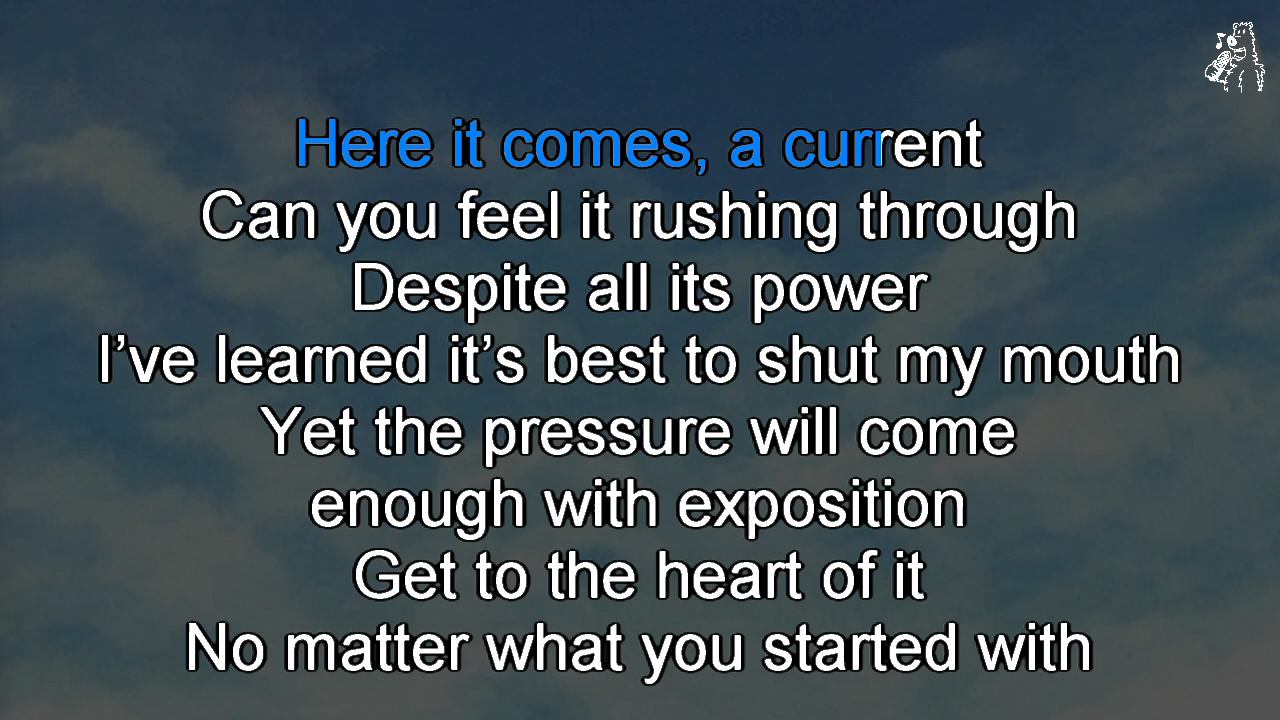 Here it comes, a current
Can you feel it rushing through
Despite all its power
I’ve learned it’s best to shut my mouth
Yet the pressure will come
enough with exposition
Get to the heart of it
No matter what you started with